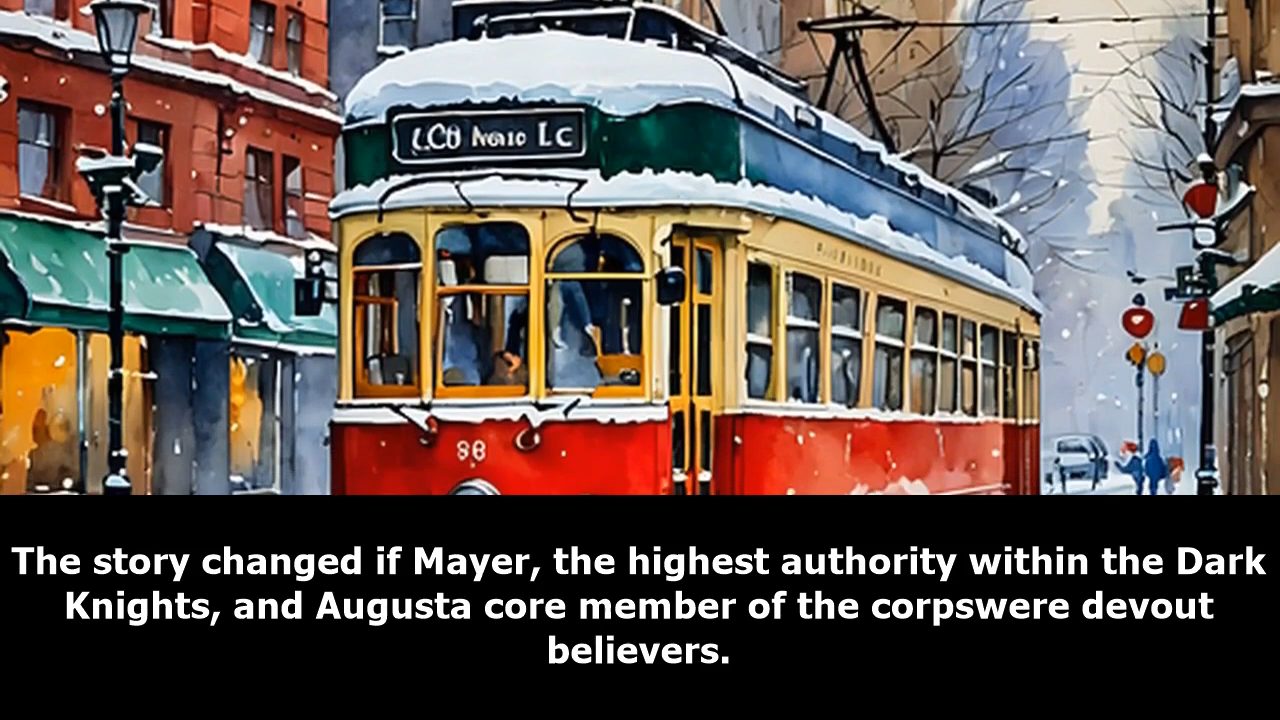 98
The story changed if Mayer, the highest authority within the Dark
Knights, and Augusta core member of the corpswere devout
believers.